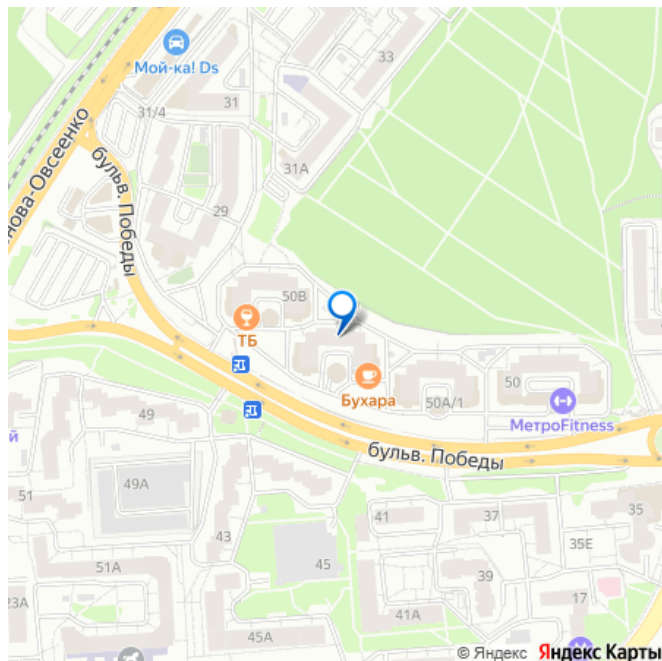 33
Мой-ка! Ds
31/4
31
31А
нова-Овсеенко
бульв. Победы
29
50В
ТБ
Бухара
50А/1
50
МетроFitness
бульв. Победы
49
й
49А
51
43
41
37
35
35Е
45
51А
39
17
23А
41А
45А
© Яндекс Яндекс Карты